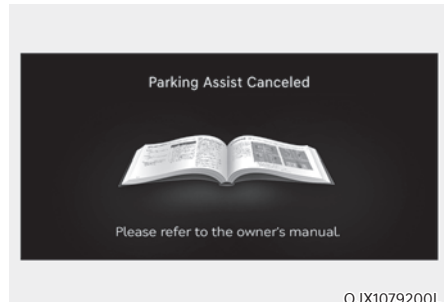 Parking Assist Canceled
Please refer to the owner's manual.
OJX1079200L